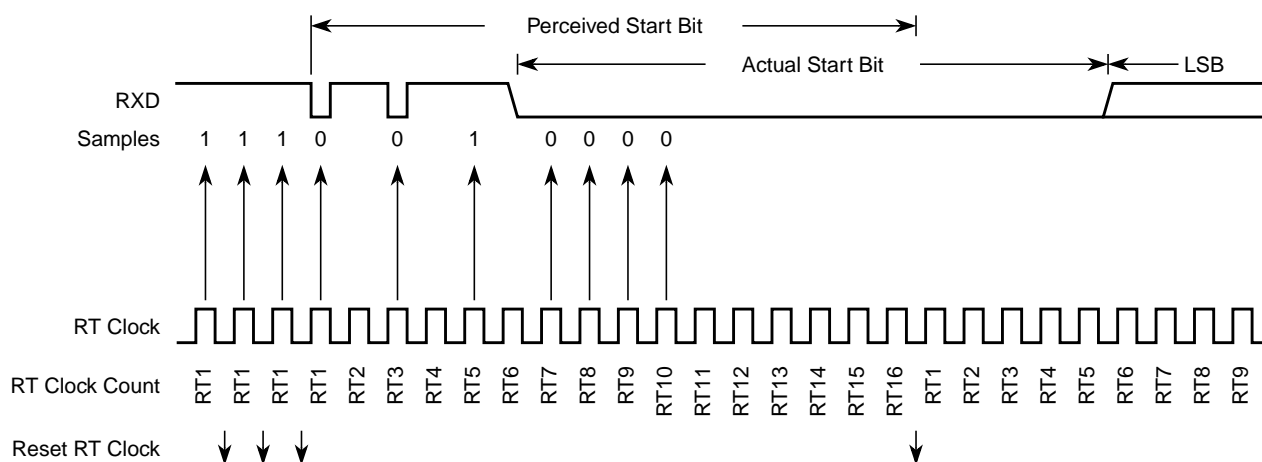 Perceived Start Bit
Actual Start Bit
LSB
RXD
Samples 1 1 1 0 0 1 0 0 0 0
RT Clock
RT Clock Count RT1 RT1 RT1 RT1 RT2 RT3 RT4 RT5 RT6 RT7 RT8 RT9 RT10 RT11 RT12 RT13 RT14 RT15 RT16 RT1 RT2 RT3 RT4 RT5 RT6 RT7 RT8 RT9
Reset RT Clock